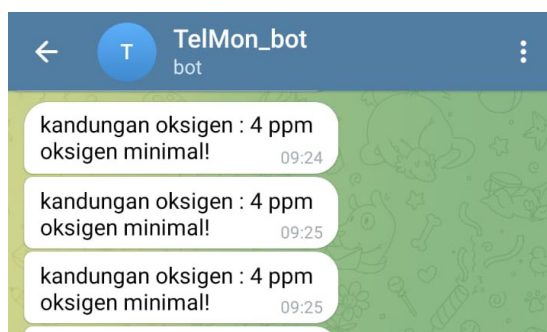 T
TelMon_bot
bot
kandungan oksigen : 4 ppm
oksigen minimal!
09:24
kandungan oksigen : 4 ppm
oksigen minimal!
09:25
kandungan oksigen : 4 ppm
oksigen minimal!
09:25